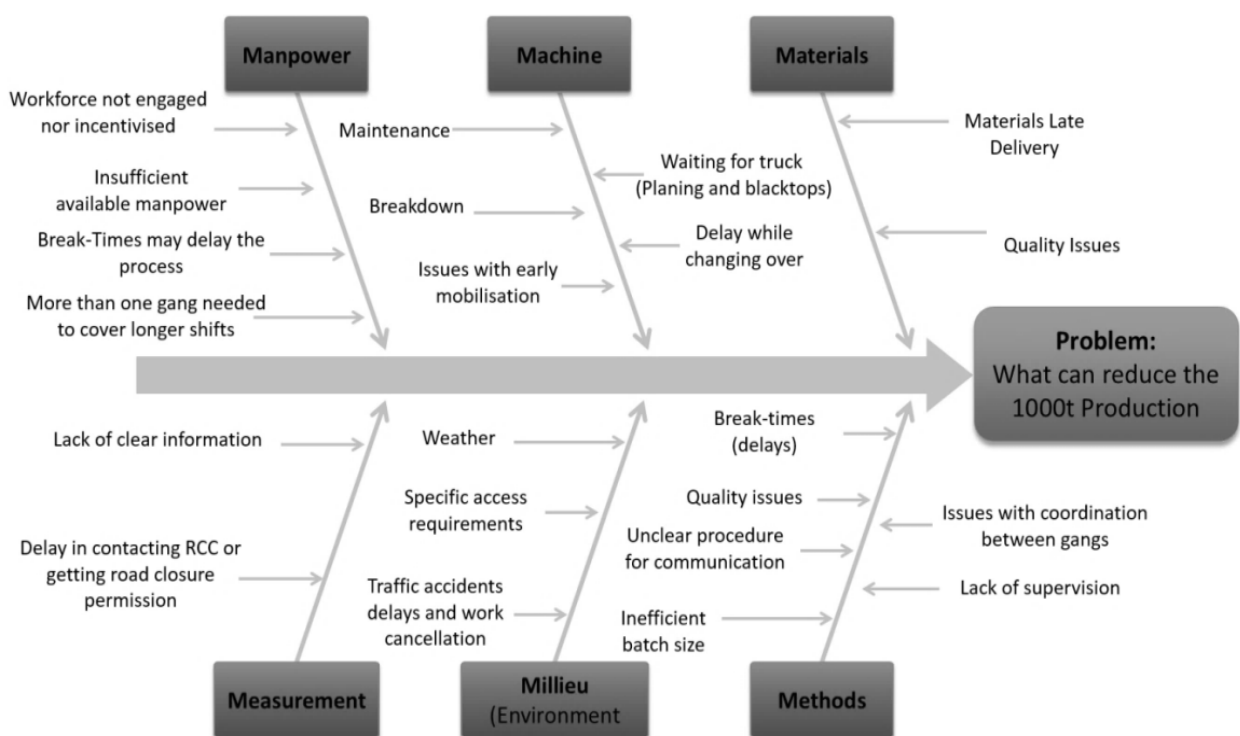 Manpower
Machine
Materials
Workforce not engaged
nor incentivised
Insufficient
available manpower
Break-Times may delay the
process
More than one gang needed
to cover longer shifts
Maintenance
Breakdown
Issues with early
mobilisation
Waiting for truck
(Planing and blacktops)
Delay while
changing over
Materials Late
Delivery
Quality Issues
Problem:
What can reduce the
1000t Production
Lack of clear information
Delay in contacting RCC or
getting road closure
permission
Weather
Specific access
requirements
Traffic accidents
delays and work
cancellation
Break-times
(delays)
Quality issues
Unclear procedure
for communication
Inefficient
batch size
Issues with coordination
between gangs
Lack of supervision
Measurement
Millieu
(Environment
Methods